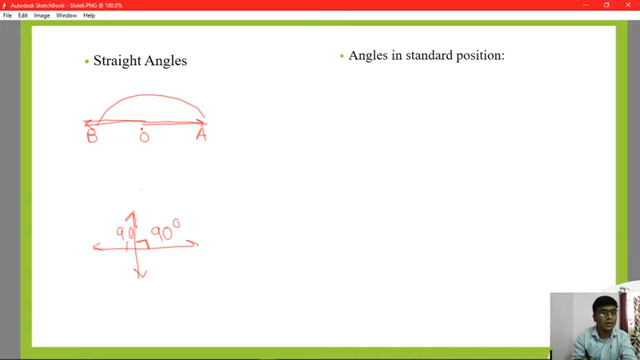 Autodesk SketchBook - Slide6.PNG @ 100.0%
File Edit Image Window Help
• Straight Angles
• Angles in standard position:
B O A
90 90°